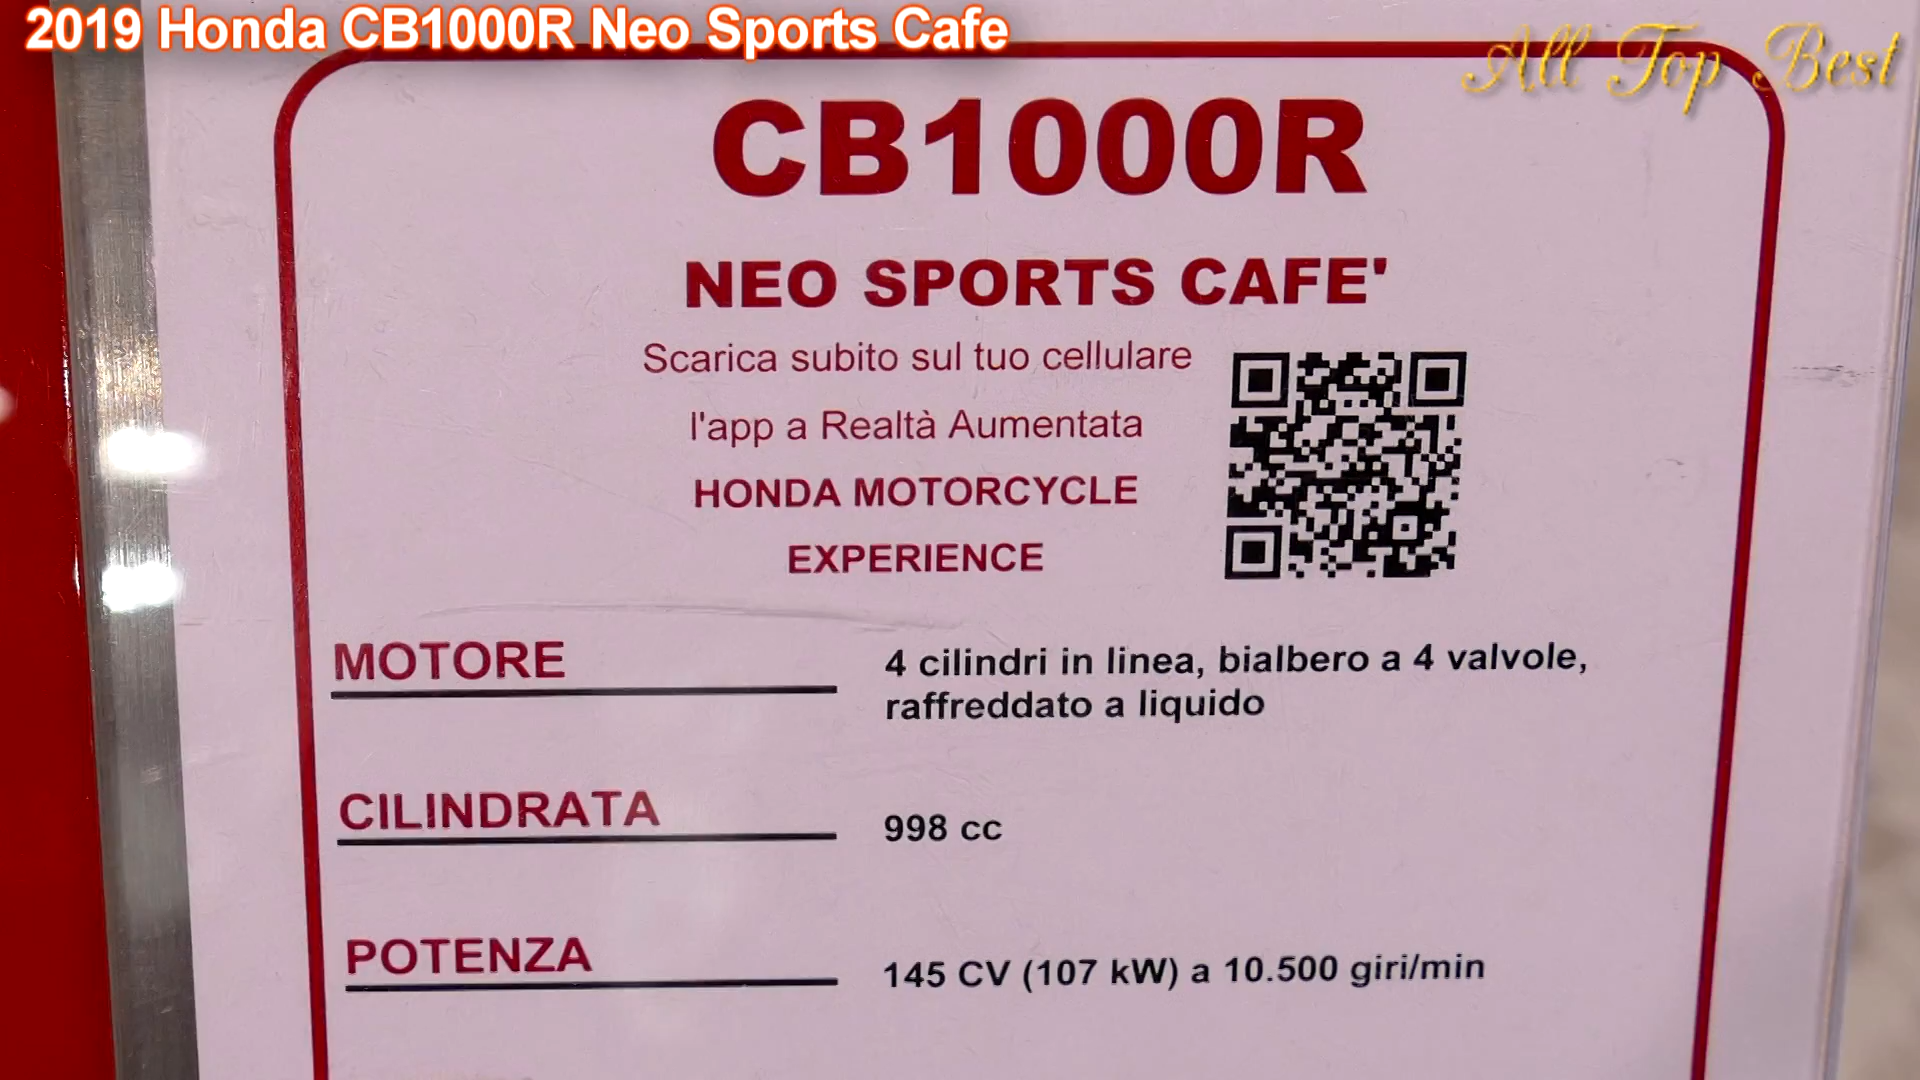 2019 Honda CB1000R Neo Sports Cafe
All Top Best
CB1000R
NEO SPORTS CAFE'
Scarica subito sul tuo cellulare
l'app a Realtà Aumentata
HONDA MOTORCYCLE
EXPERIENCE
MOTORE
4 cilindri in linea, bialbero a 4 valvole,
raffreddato a liquido
CILINDRATA
998 cc
POTENZA
145 CV (107 kW) a 10.500 giri/min